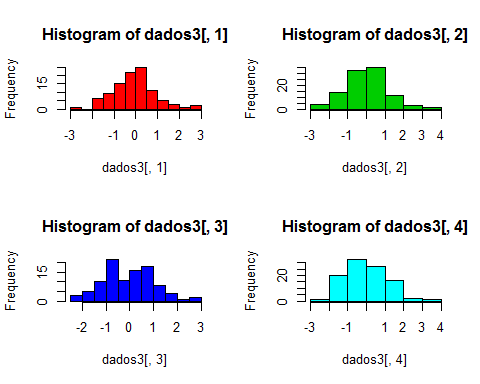 Histogram of dados3[, 1]
Frequency
0 15
-3 -1 0 1 2 3
dados3[, 1]
Histogram of dados3[, 2]
Frequency
0 20
-3 -1 0 1 2 3 4
dados3[, 2]
Histogram of dados3[, 3]
Frequency
0 15
-2 -1 0 1 2 3
dados3[, 3]
Histogram of dados3[, 4]
Frequency
0 20
-3 -1 0 1 2 3 4
dados3[, 4]